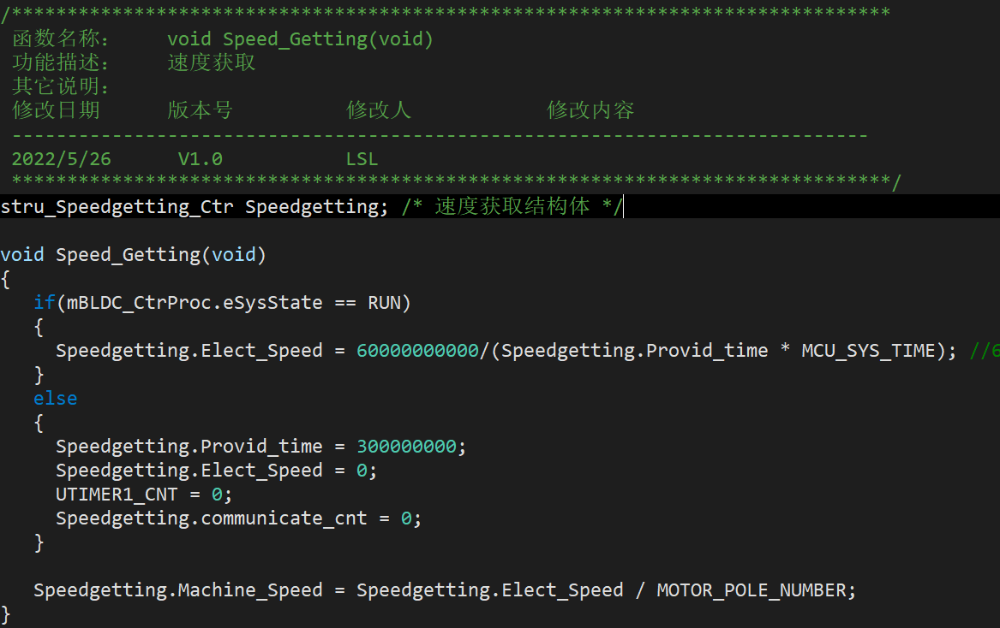 /*******************************************************************************
函数名称:     void Speed_Getting(void)
功能描述:     速度获取
其它说明:
修改日期      版本号          修改人            修改内容
-----------------------------------------------------------------------------
2022/5/26      V1.0           LSL
*******************************************************************************/
stru_Speedgetting_Ctr Speedgetting; /* 速度获取结构体 */
void Speed_Getting(void)
{
   if(mBLDC_CtrProc.eSysState == RUN)
   {
     Speedgetting.Elect_Speed = 60000000000/(Speedgetting.Provid_time * MCU_SYS_TIME); //6
   }
   else
   {
     Speedgetting.Provid_time = 300000000;
     Speedgetting.Elect_Speed = 0;
     UTIMER1_CNT = 0;
     Speedgetting.communicate_cnt = 0;
   }
   Speedgetting.Machine_Speed = Speedgetting.Elect_Speed / MOTOR_POLE_NUMBER;
}